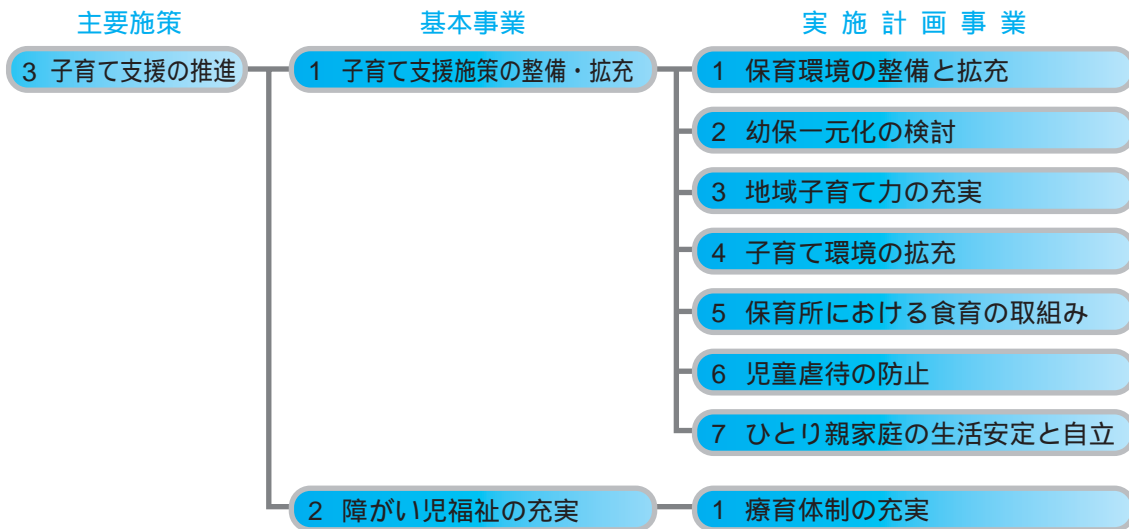 主要施策 基本事業 実施計画事業
3 子育て支援の推進 1 子育て支援施策の整備・拡充 1 保育環境の整備と拡充
2 幼保一元化の検討
3 地域子育て力の充実
4 子育て環境の拡充
5 保育所における食育の取組み
6 児童虐待の防止
7 ひとり親家庭の生活安定と自立
2 障がい児福祉の充実 1 療育体制の充実